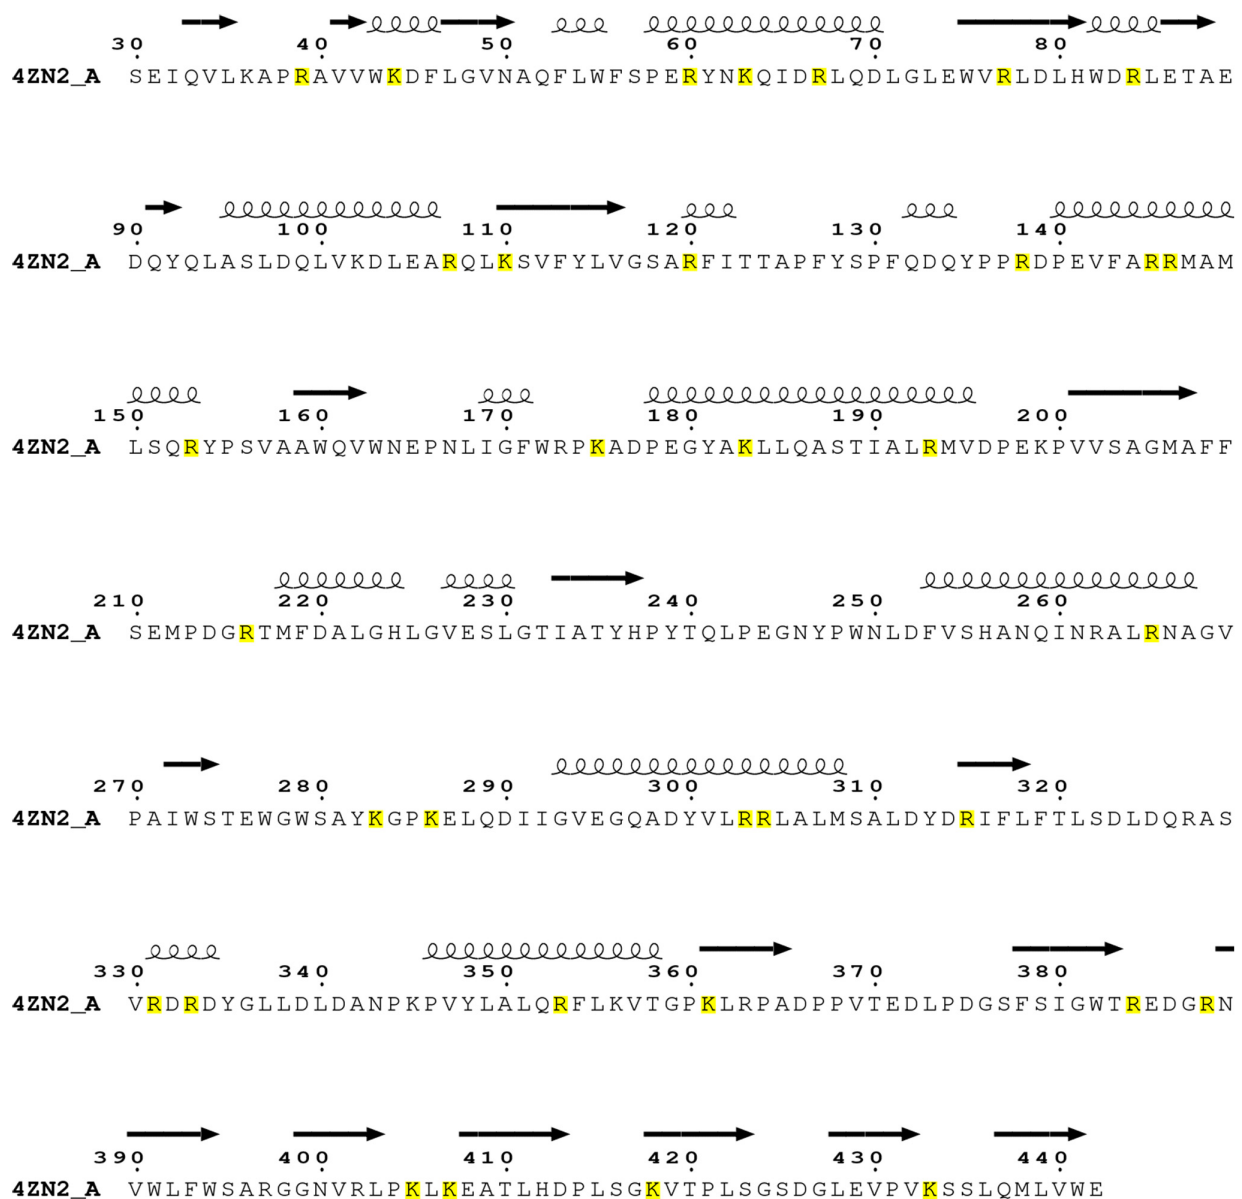 30 40 50 60 70 80
4ZN2_A SEIQVLKAPRAVVWKDFLGVNAQFLWFSPERYNKQIDRLQDLGLEWVRLDLHWDRLETAE
90 100 110 120 130 140
4ZN2_A DQYQLASLDQLVKDLEARQLKSVFYLVGSARFITTAPFYSPFQDQYPPRDPEVFARRMAM
150 160 170 180 190 200
4ZN2_A LSQRYPSVAAWQVWNEPNLIGFWRPKADPEGYAKLLQASTIALRMVDPEKPVVSAGMAFF
210 220 230 240 250 260
4ZN2_A SEMPDGRTMFDALGHLGVESLGTIATYHPYTQLPEGNYPWNLDFVSHANQINRALRNAGV
270 280 290 300 310 320
4ZN2_A PAIWSTEWGWSAYKGPKELQDIIGVEGQADYVLRRLALMSALDYDRIFLFTLSDLDQRAS
330 340 350 360 370 380
4ZN2_A VRDRDYGLLDLDANPKPVYLALQRFLKVTGPKLRPADPPVTEDLPDGSFSIGWTREDGRN
390 400 410 420 430 440
4ZN2_A VWLFWSARGGNVRLPKLKEATLHDPLSGKVTPLSGSDGLEVPVKSSLQMLVWE